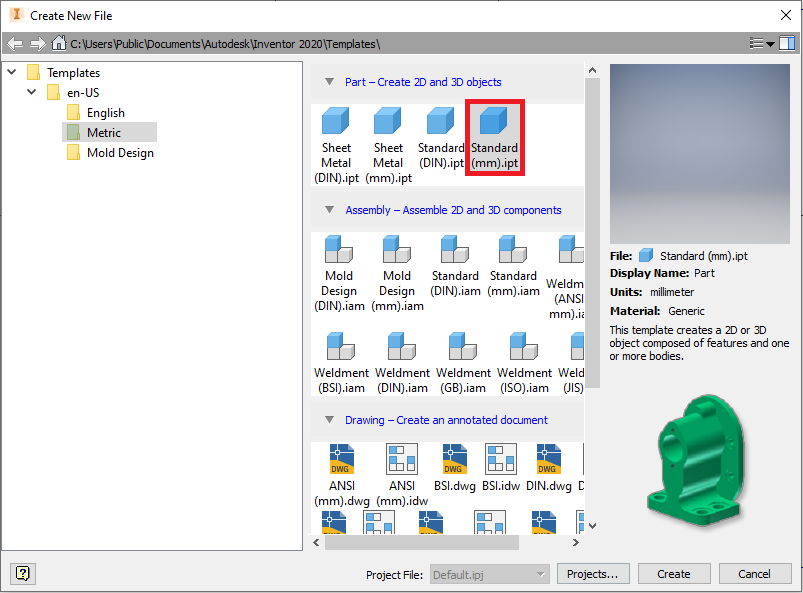 Create New File
C:\Users\Public\Documents\Autodesk\Inventor 2020\Templates\
Templates
en-US
English
Metric
Mold Design
Part – Create 2D and 3D objects
Sheet Metal (DIN).ipt
Sheet Metal (mm).ipt
Standard (DIN).ipt
Standard (mm).ipt
Assembly – Assemble 2D and 3D components
Mold Design (DIN).iam
Mold Design (mm).iam
Standard (DIN).iam
Standard (mm).iam
Weldm
(ANSI
mm).ia
Weldment (BSI).iam
Weldment (DIN).iam
Weldment (GB).iam
Weldment (ISO).iam
Weld
(JIS)
Drawing – Create an annotated document
DWG
DWG
DWG
ANSI (mm).dwg
ANSI (mm).idw
BSI.dwg
BSI.idw
DIN.dwg
File: Standard (mm).ipt
Display Name: Part
Units: millimeter
Material: Generic
This template creates a 2D or 3D
object composed of features and one
or more bodies.
Project File:
Default.ipj
Projects...
Create
Cancel